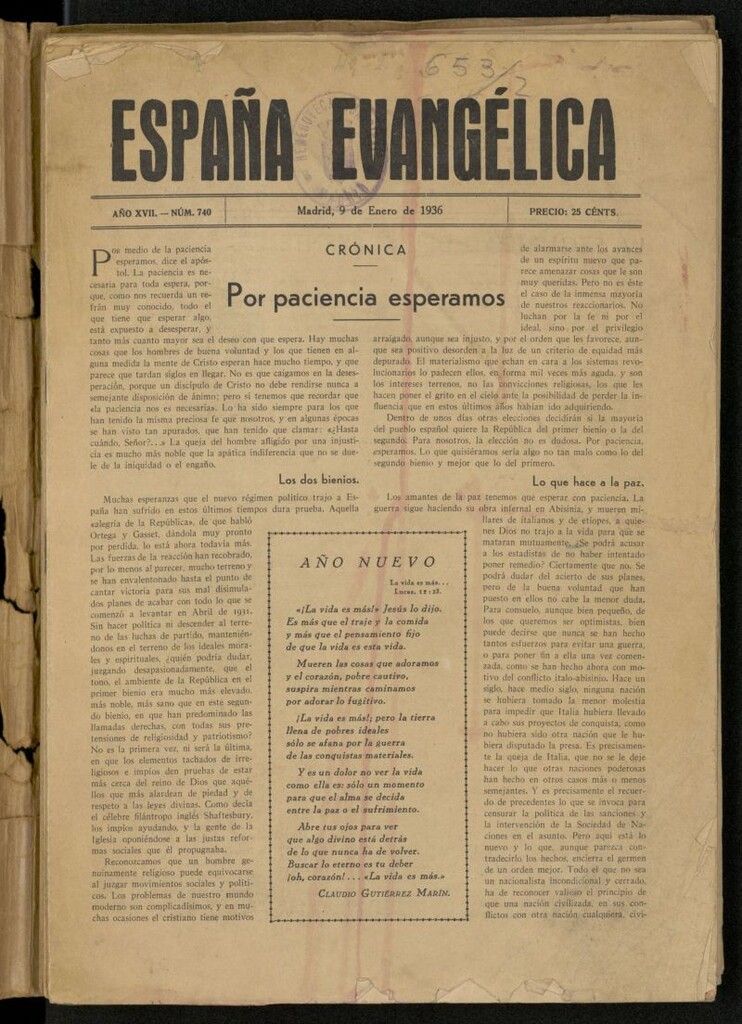 653/2
ESPAÑA EVANGÉLICA
AÑO XVII. — NÚM. 740
Madrid, 9 de Enero de 1936
PRECIO: 25 CÉNTS.
CRÓNICA
Por paciencia esperamos
Por medio de la paciencia
esperamos, dice el após-
tol. La paciencia es ne-
cesaria para toda espera, por-
que, como nos recuerda un re-
frán muy conocido, todo el
que tiene que esperar algo,
está expuesto a desesperar, y
tanto más cuanto mayor sea el deseo con que espera. Hay muchas
cosas que los hombres de buena voluntad y los que tienen en al-
guna medida la mente de Cristo esperan hace mucho tiempo, y que
parece que tardan siglos en llegar. No es que caigamos en la deses-
peración, porque un discípulo de Cristo no debe rendirse nunca a
semejante disposición de ánimo; pero sí tenemos que recordar que
«la paciencia nos es necesaria». Lo ha sido siempre para los que
han tenido la misma preciosa fe que nosotros, y en algunas épocas
se han visto tan apurados, que han tenido que clamar: «¿Hasta
cuándo, Señor?...» La queja del hombre afligido por una injusti-
cia es mucho más noble que la apática indiferencia que no se due-
le de la iniquidad o el engaño.
Los dos bienios.
Muchas esperanzas que el nuevo régimen político trajo a Es-
paña han sufrido en estos últimos tiempos dura prueba. Aquella
«alegría de la República», de que habló
Ortega y Gasset, dándola muy pronto
por perdida, lo está ahora todavía más.
Las fuerzas de la reacción han recobrado,
por lo menos al parecer, mucho terreno y
se han envalentonado hasta el punto de
cantar victoria para sus mal disimula-
dos planes de acabar con todo lo que se
comenzó a levantar en Abril de 1931.
Sin hacer política ni descender al terre-
no de las luchas de partido, mantenién-
donos en el terreno de los ideales mora-
les y espirituales, ¿quién podría dudar,
juzgando desapasionadamente, que el
tono, el ambiente de la República en el
primer bienio era mucho más elevado,
más noble, más sano que en este segun-
do bienio, en que han predominado las
llamadas derechas, con todas sus pre-
tensiones de religiosidad y patriotismo?
No es la primera vez, ni será la última,
en que los elementos tachados de irre-
ligiosos e impíos den pruebas de estar
más cerca del reino de Dios que aqué-
llos que más alardean de piedad y de
respeto a las leyes divinas. Como decía
el célebre filántropo inglés Shaftesbury,
los impíos ayudando, y la gente de la
Iglesia oponiéndose a las justas refor-
mas sociales que él propugnaba.
Reconozcamos que un hombre ge-
nuinamente religioso puede equivocarse
al juzgar movimientos sociales y políti-
cos. Los problemas de nuestro mundo
moderno son complicadísimos, y en mu-
chas ocasiones el cristiano tiene motivos
de alarmarse ante los avances
de un espíritu nuevo que pa-
rece amenazar cosas que le son
muy queridas. Pero no es éste
el caso de la inmensa mayoría
de nuestros reaccionarios. No
luchan por la fe ni por el
ideal, sino por el privilegio
arraigado, aunque sea injusto, y por el orden que les favorece, aun-
que sea positivo desorden a la luz de un criterio de equidad más
depurado. El materialismo que echan en cara a los sistemas revo-
lucionarios lo padecen ellos, en forma mil veces más aguda, y son
los intereses terrenos, no las convicciones religiosas, los que les
hacen poner el grito en el cielo ante la posibilidad de perder la in-
fluencia que en estos últimos años habían ido adquiriendo.
Dentro de unos días otras elecciones decidirán si la mayoría
del pueblo español quiere la República del primer bienio o la del
segundo. Para nosotros, la elección no es dudosa. Por paciencia,
esperamos. Lo que quisiéramos sería algo no tan malo como lo del
segundo bienio y mejor que lo del primero.
Lo que hace a la paz.
Los amantes de la paz tenemos que esperar con paciencia. La
guerra sigue haciendo su obra infernal en Abisinia, y mueren mi-
llares de italianos y de etíopes, a quie-
nes Dios no trajo a la vida para que se
mataran mutuamente. ¿Se podrá acusar
a los estadistas de no haber intentado
poner remedio? Ciertamente que no. Se
podrá dudar del acierto de sus planes,
pero de la buena voluntad que han
puesto en ellos no cabe la menor duda.
Para consuelo, aunque bien pequeño, de
los que queremos ser optimistas, bien
puede decirse que nunca se han hecho
tantos esfuerzos para evitar una guerra,
o para poner fin a ella una vez comen-
zada, como se han hecho ahora con mo-
tivo del conflicto ítalo-abisinio. Hace un
siglo, hace medio siglo, ninguna nación
se hubiera tomado la menor molestia
para impedir que Italia hubiera llevado
a cabo sus proyectos de conquista, como
no hubiera sido otra nación que le hu-
biera disputado la presa. Es precisamen-
te la queja de Italia, que no se le deje
hacer lo que otras naciones poderosas
han hecho en otros casos más o menos
semejantes. Y es precisamente el recuer-
do de precedentes lo que se invoca para
censurar la política de las sanciones y
la intervención de la Sociedad de Na-
ciones en el asunto. Pero aquí está lo
nuevo y lo que, aunque parezca con-
tradecirlo los hechos, encierra el germen
de un orden mejor. Todo el que no sea
un nacionalista incondicional y cerrado,
ha de reconocer valioso el principio de
que una nación civilizada, en sus con-
flictos con otra nación cualquiera, civi-
AÑO NUEVO
La vida es más...
Lucas, 12:23.
«¡La vida es más!» Jesús lo dijo.
Es más que el traje y la comida
y más que el pensamiento fijo
de que la vida es esta vida.
Mueren las cosas que adoramos
y el corazón, pobre cautivo,
suspira mientras caminamos
por adorar lo fugitivo.
¡La vida es más!; pero la tierra
llena de pobres ideales
sólo se afana por la guerra
de las conquistas materiales.
Y es un dolor no ver la vida
como ella es: sólo un momento
para que el alma se decida
entre la paz o el sufrimiento.
Abre tus ojos para ver
que algo divino está detrás
de lo que nunca ha de volver.
Buscar lo eterno es tu deber
¡oh, corazón!... «La vida es más.»
CLAUDIO GUTIÉRREZ MARÍN.